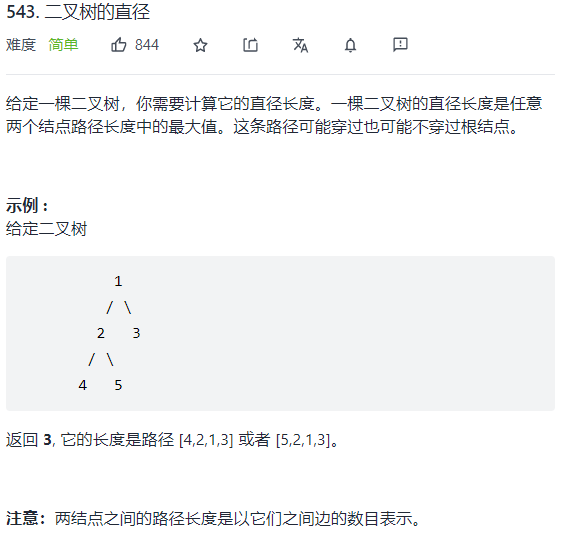 543. 二叉树的直径
难度 简单 844
给定一棵二叉树，你需要计算它的直径长度。一棵二叉树的直径长度是任意
两个结点路径长度中的最大值。这条路径可能穿过也可能不穿过根结点。
示例 :
给定二叉树
1
/ \
2 3
/ \
4 5
返回 3, 它的长度是路径 [4,2,1,3] 或者 [5,2,1,3]。
注意：两结点之间的路径长度是以它们之间边的数目表示。